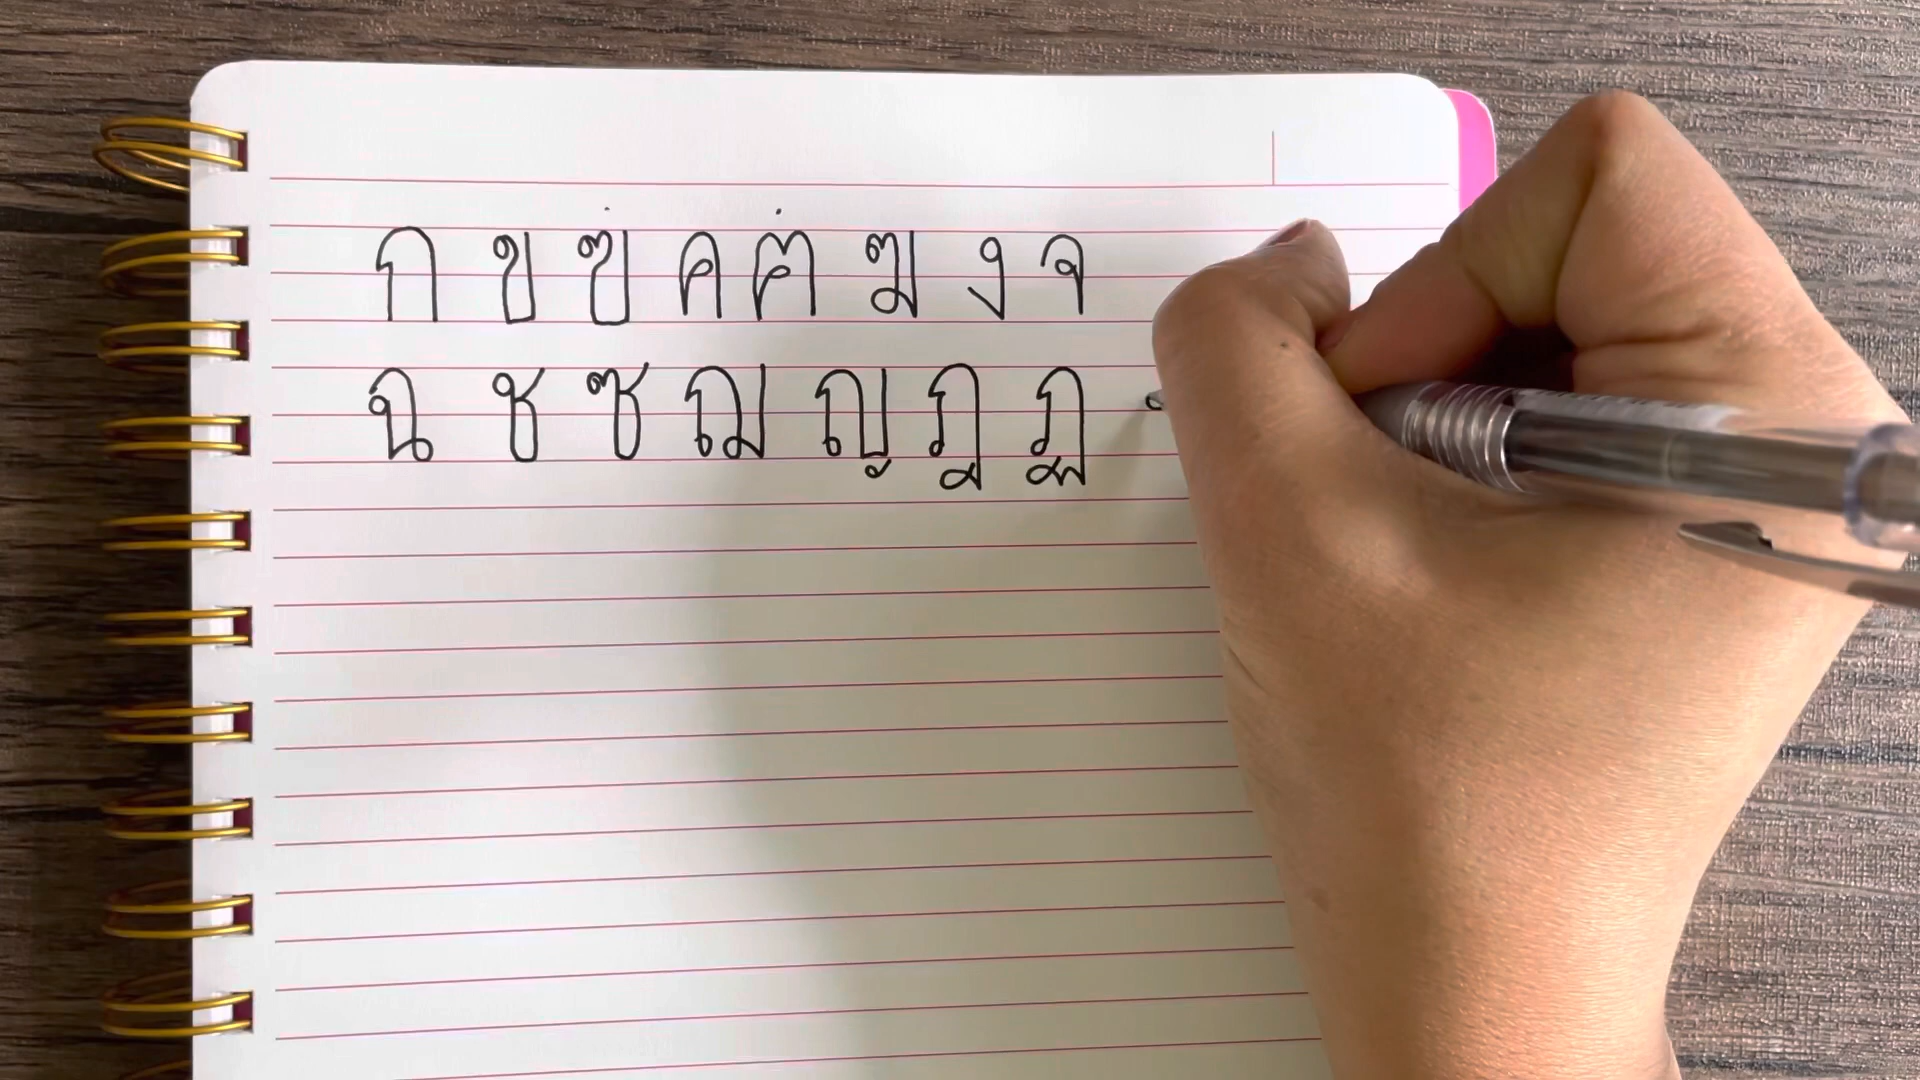 ก ข ฃ ค ฅ ฆ ง จ
ฉ ช ซ ฌ ญ ฎ ฏ